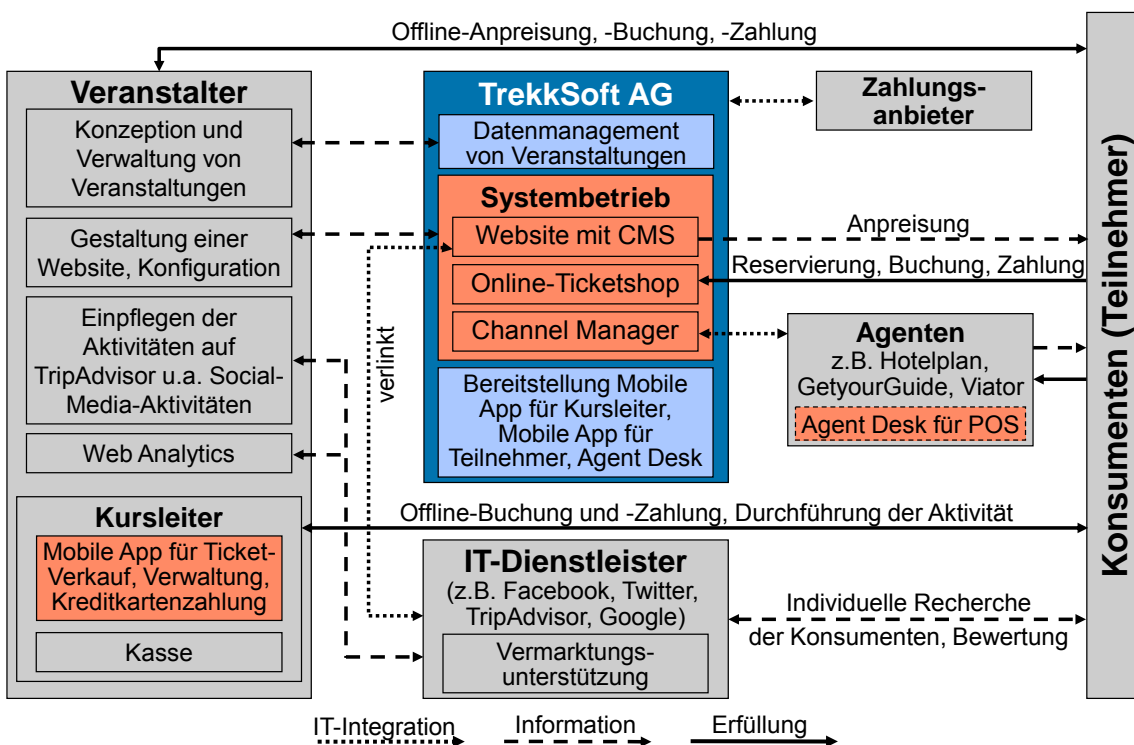 Offline-Anpreisung, -Buchung, -Zahlung
Veranstalter
Konzeption und
Verwaltung von
Veranstaltungen
Gestaltung einer
Website, Konfiguration
Einpflegen der
Aktivitäten auf
TripAdvisor u.a. Social-
Media-Aktivitäten
Web Analytics
Kursleiter
Mobile App für Ticket-
Verkauf, Verwaltung,
Kreditkartenzahlung
Kasse
verlinkt
TrekkSoft AG
Datenmanagement
von Veranstaltungen
Systembetrieb
Website mit CMS
Online-Ticketshop
Channel Manager
Bereitstellung Mobile
App für Kursleiter,
Mobile App für
Teilnehmer, Agent Desk
Zahlungs-
anbieter
Anpreisung
Reservierung, Buchung, Zahlung
Agenten
z.B. Hotelplan,
GetyourGuide, Viator
Agent Desk für POS
Offline-Buchung und -Zahlung, Durchführung der Aktivität
IT-Dienstleister
(z.B. Facebook, Twitter,
TripAdvisor, Google)
Vermarktungs-
unterstützung
Individuelle Recherche
der Konsumenten, Bewertung
Konsumenten (Teilnehmer)
IT-Integration
Information
Erfüllung